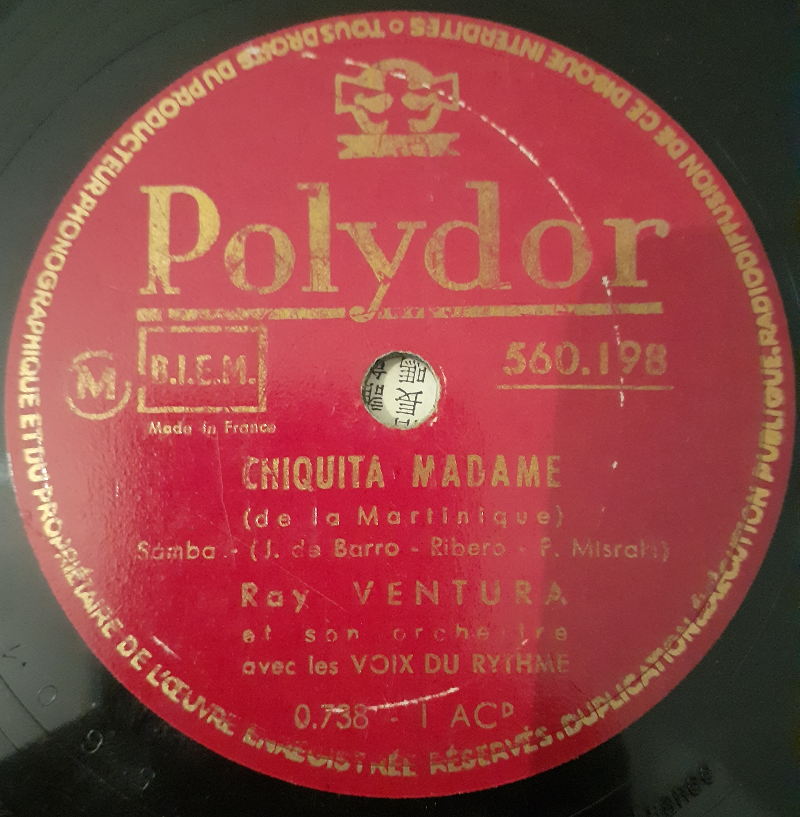 TOUS DROITS DU PRODUCTEUR PHONOGRAPHIQUE ET DU PROPRIÉTAIRE DE L'ŒUVRE ENREGISTRÉE RÉSERVÉS. DUPLICATION EXÉCUTION PUBLIQUE. RADIODIFFUSION DE CE DISQUE INTERDITES
Polydor
M B.I.E.M. 560.198
Made in France
CHIQUITA MADAME
(de la Martinique)
Samba - (J. de Barro - Ribero - P. Misraki)
Ray VENTURA
et son orchestre
avec les VOIX DU RYTHME
0.738 - 1 ACP